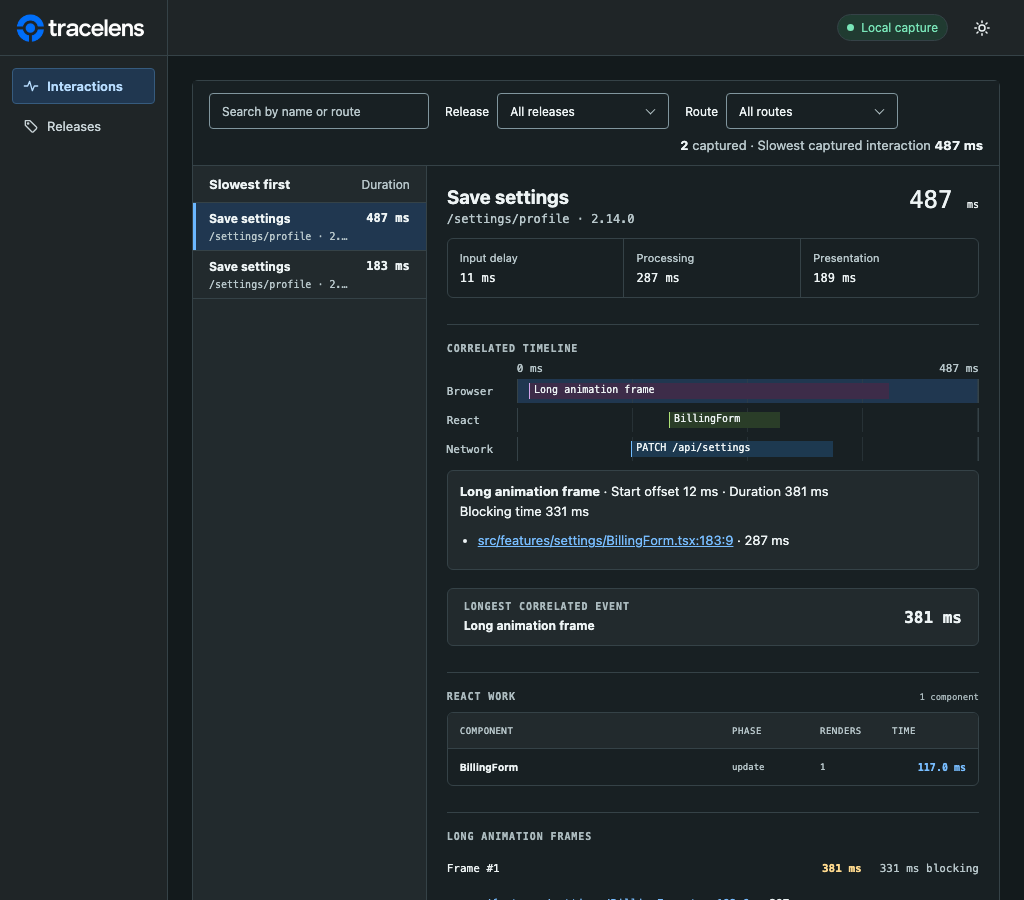 tracelens
Local capture
Interactions
Releases
Search by name or route
Release
All releases
Route
All routes
2 captured · Slowest captured interaction 487 ms
Slowest first
Duration
Save settings
487 ms
/settings/profile · 2.…
Save settings
183 ms
/settings/profile · 2.…
Save settings
487 ms
/settings/profile · 2.14.0
Input delay
11 ms
Processing
287 ms
Presentation
189 ms
CORRELATED TIMELINE
0 ms
487 ms
Browser
Long animation frame
React
BillingForm
Network
PATCH /api/settings
Long animation frame · Start offset 12 ms · Duration 381 ms
Blocking time 331 ms
• src/features/settings/BillingForm.tsx:183:9 · 287 ms
LONGEST CORRELATED EVENT
Long animation frame
381 ms
REACT WORK
1 component
COMPONENT PHASE RENDERS TIME
BillingForm update 1 117.0 ms
LONG ANIMATION FRAMES
Frame #1
381 ms
331 ms blocking